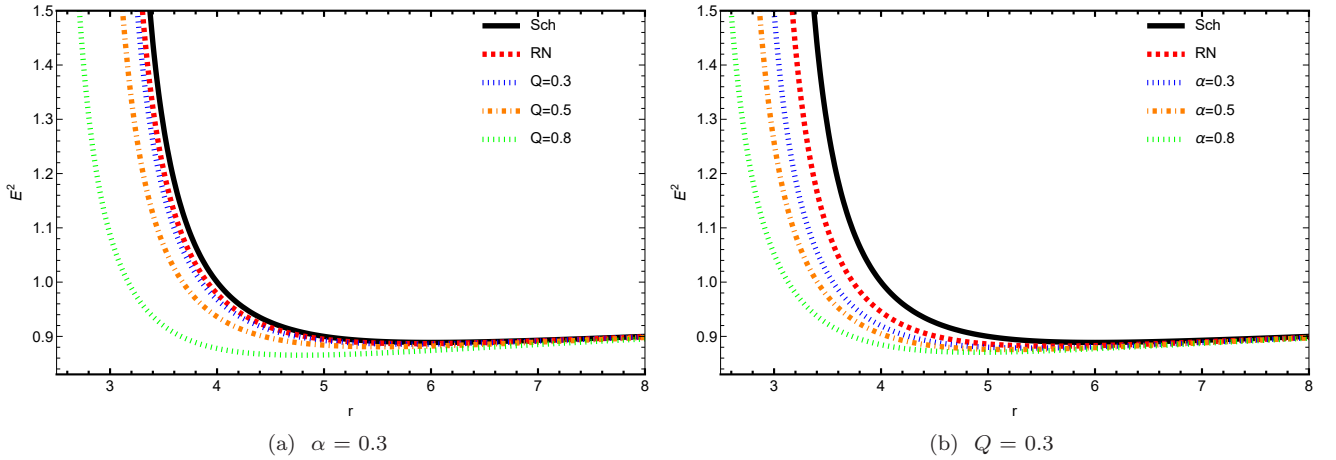 1.5
1.4
1.3
1.2
1.1
1.0
0.9
E²
3 4 5 6 7 8
r
Sch
RN
Q=0.3
Q=0.5
Q=0.8
(a) α = 0.3
1.5
1.4
1.3
1.2
1.1
1.0
0.9
E²
3 4 5 6 7 8
r
Sch
RN
α=0.3
α=0.5
α=0.8
(b) Q = 0.3